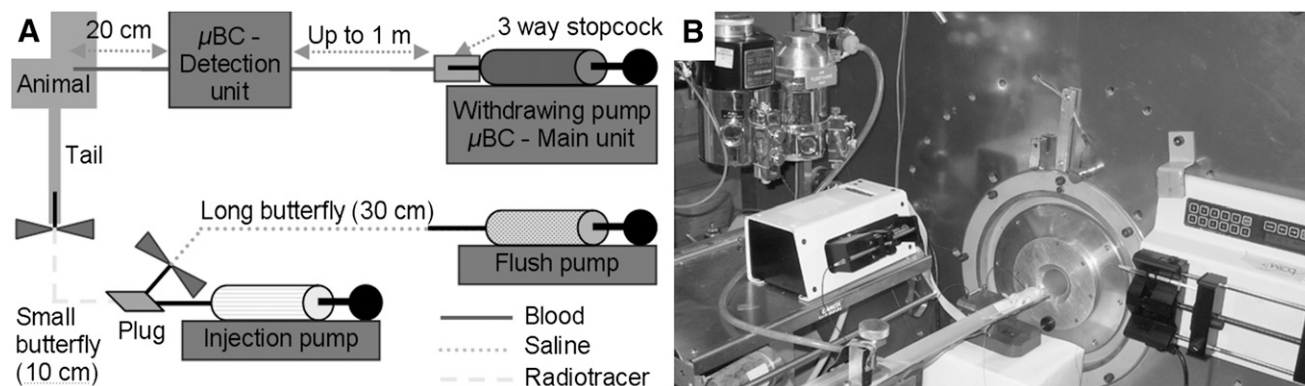 A
20 cm
µBC -
Detection
unit
Up to 1 m
3 way stopcock
Animal
Withdrawing pump
µBC - Main unit
Tail
Long butterfly (30 cm)
Flush pump
Small
butterfly
(10 cm)
Plug
Injection pump
Blood
Saline
Radiotracer
B